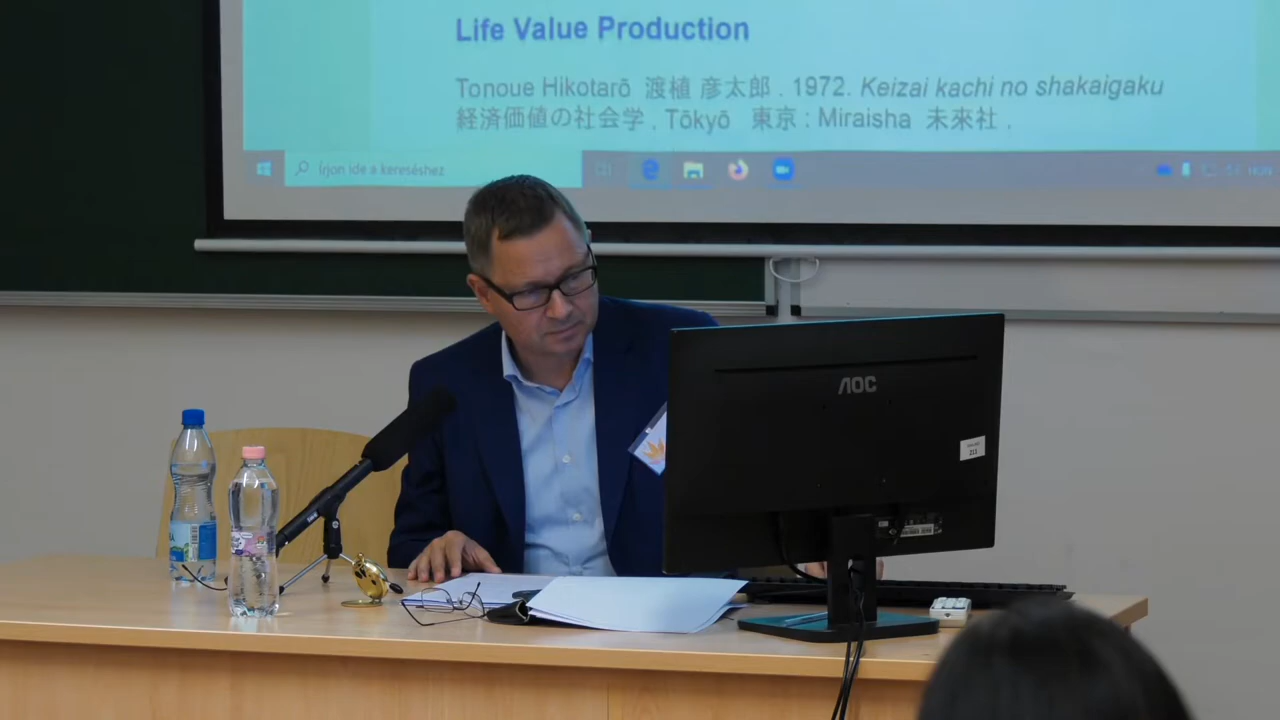 Life Value Production
Tonoue Hikotarō 渡植 彦太郎 . 1972. Keizai kachi no shakaigaku
経済価値の社会学 . Tōkyō 東京 : Miraisha 未來社 .
Írjon ide a kereséshez
AOC
211